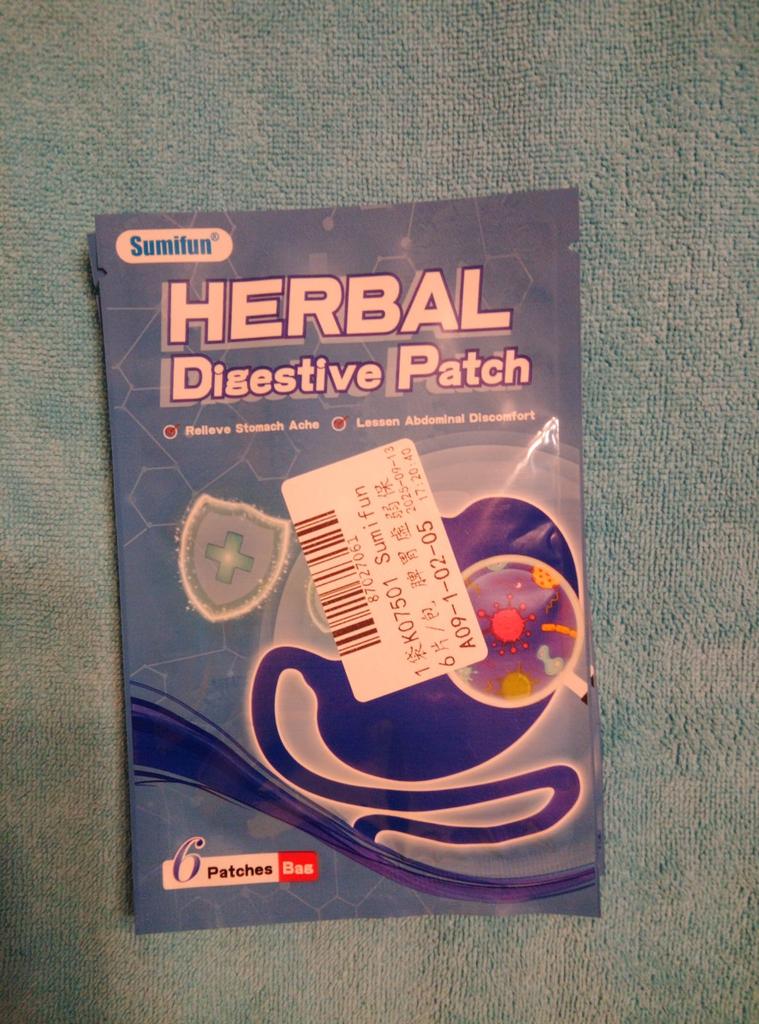 Sumifun®
HERBAL
Digestive Patch
Relieve Stomach Ache Lessen Abdominal Discomfort
87027061
1袋K07501 Sumifun
6片/包, 脾胃虚弱保 2025-09-13
A09-1-02-05 17:20:40
6 Patches Bag